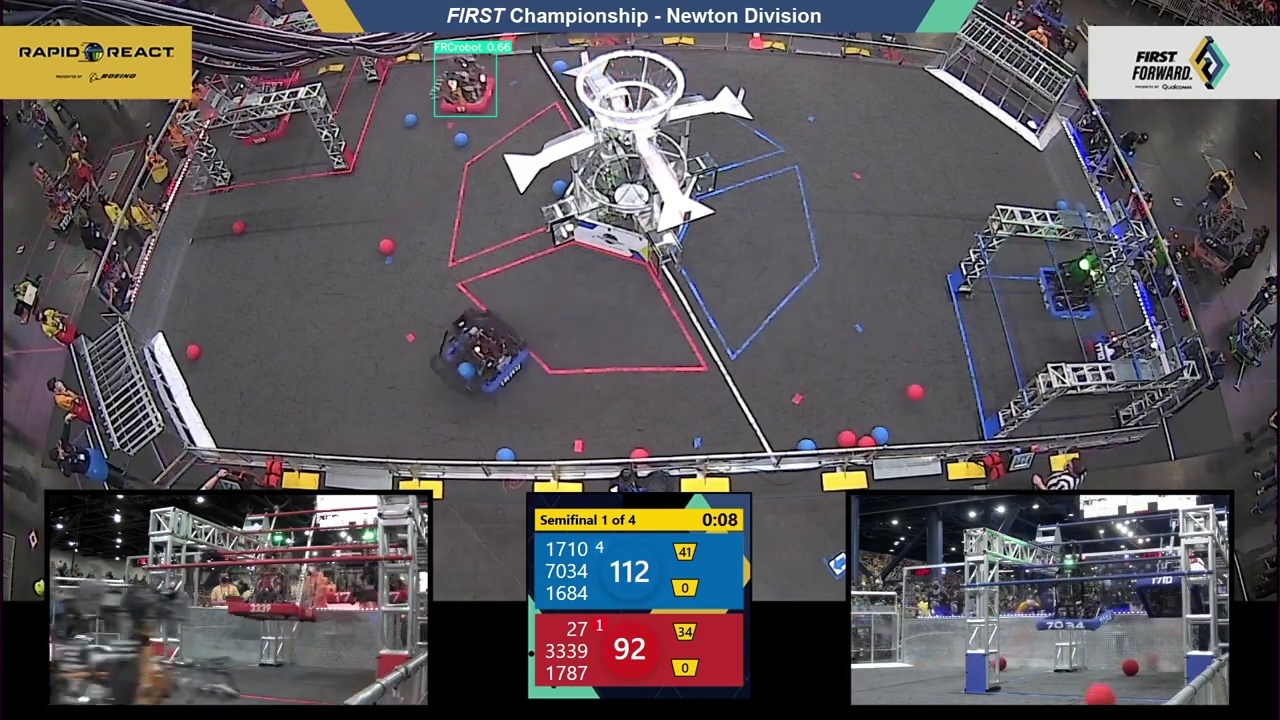 FIRST Championship - Newton Division
RAPID REACT
PRESENTED BY BOEING
FRCrobot 0.66
FIRST
FORWARD
PRESENTED BY Qualcomm
Semifinal 1 of 4 0:08
1710 4
7034
1684
112
41
0
27 1
3339
1787
92
34
0
3339
7034
1710